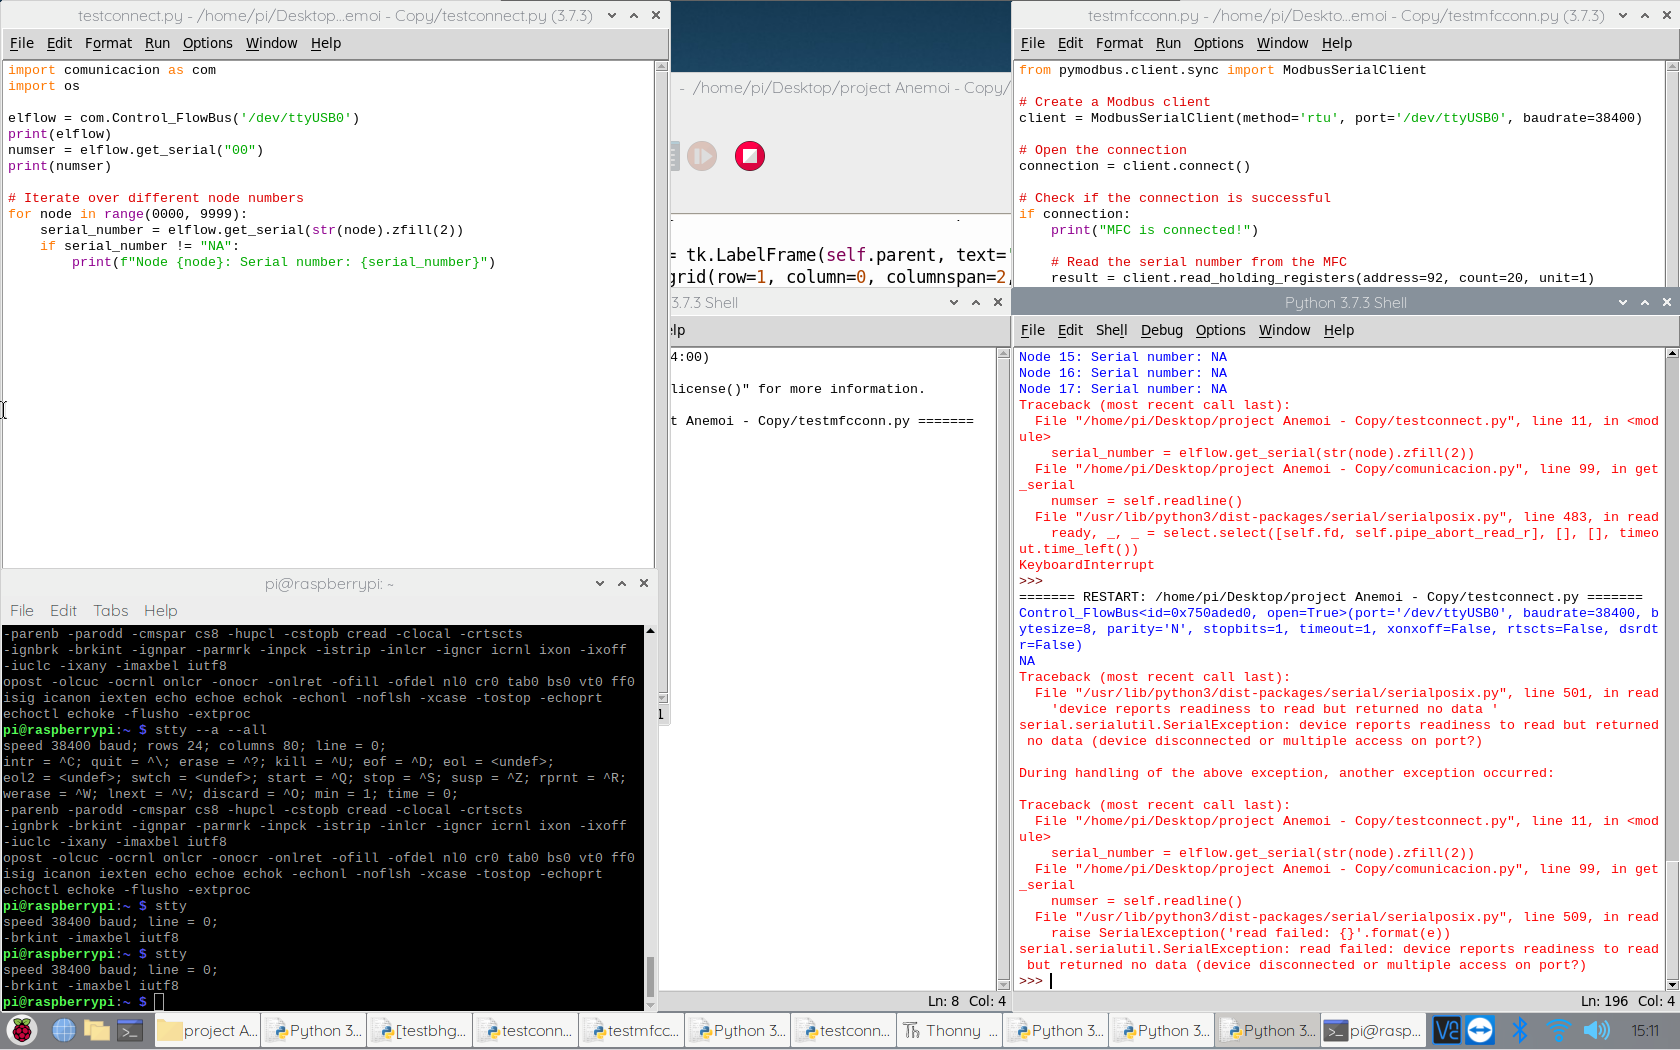 testconnect.py - /home/pi/Desktop...emoi - Copy/testconnect.py (3.7.3)
File Edit Format Run Options Window Help
import comunicacion as com
import os
elflow = com.Control_FlowBus('/dev/ttyUSB0')
print(elflow)
numser = elflow.get_serial("00")
print(numser)
# Iterate over different node numbers
for node in range(0000, 9999):
    serial_number = elflow.get_serial(str(node).zfill(2))
    if serial_number != "NA":
        print(f"Node {node}: Serial number: {serial_number}")
- /home/pi/Desktop/project Anemoi - Copy/
= tk.LabelFrame(self.parent, text='
grid(row=1, column=0, columnspan=2,
3.7.3 Shell
elp
4:00)
license()" for more information.
t Anemoi - Copy/testmfcconn.py =======
Ln: 8 Col: 4
testmfcconn.py - /home/pi/Deskto...emoi - Copy/testmfcconn.py (3.7.3)
File Edit Format Run Options Window Help
from pymodbus.client.sync import ModbusSerialClient
# Create a Modbus client
client = ModbusSerialClient(method='rtu', port='/dev/ttyUSB0', baudrate=38400)
# Open the connection
connection = client.connect()
# Check if the connection is successful
if connection:
    print("MFC is connected!")
    # Read the serial number from the MFC
    result = client.read_holding_registers(address=92, count=20, unit=1)
Python 3.7.3 Shell
File Edit Shell Debug Options Window Help
Node 15: Serial number: NA
Node 16: Serial number: NA
Node 17: Serial number: NA
Traceback (most recent call last):
  File "/home/pi/Desktop/project Anemoi - Copy/testconnect.py", line 11, in <mod
ule>
    serial_number = elflow.get_serial(str(node).zfill(2))
  File "/home/pi/Desktop/project Anemoi - Copy/comunicacion.py", line 99, in get
_serial
    numser = self.readline()
  File "/usr/lib/python3/dist-packages/serial/serialposix.py", line 483, in read
    ready, _, _ = select.select([self.fd, self.pipe_abort_read_r], [], [], timeo
ut.time_left())
KeyboardInterrupt
>>>
======= RESTART: /home/pi/Desktop/project Anemoi - Copy/testconnect.py =======
Control_FlowBus<id=0x750aded0, open=True>(port='/dev/ttyUSB0', baudrate=38400, b
ytesize=8, parity='N', stopbits=1, timeout=1, xonxoff=False, rtscts=False, dsrdt
r=False)
NA
Traceback (most recent call last):
  File "/usr/lib/python3/dist-packages/serial/serialposix.py", line 501, in read
    'device reports readiness to read but returned no data '
serial.serialutil.SerialException: device reports readiness to read but returned
 no data (device disconnected or multiple access on port?)
During handling of the above exception, another exception occurred:
Traceback (most recent call last):
  File "/home/pi/Desktop/project Anemoi - Copy/testconnect.py", line 11, in <mod
ule>
    serial_number = elflow.get_serial(str(node).zfill(2))
  File "/home/pi/Desktop/project Anemoi - Copy/comunicacion.py", line 99, in get
_serial
    numser = self.readline()
  File "/usr/lib/python3/dist-packages/serial/serialposix.py", line 509, in read
    raise SerialException('read failed: {}'.format(e))
serial.serialutil.SerialException: read failed: device reports readiness to read
 but returned no data (device disconnected or multiple access on port?)
>>>
Ln: 196 Col: 4
pi@raspberrypi: ~
File Edit Tabs Help
-parenb -parodd -cmspar cs8 -hupcl -cstopb cread -clocal -crtscts
-ignbrk -brkint -ignpar -parmrk -inpck -istrip -inlcr -igncr icrnl ixon -ixoff
-iuclc -ixany -imaxbel iutf8
opost -olcuc -ocrnl onlcr -onocr -onlret -ofill -ofdel nl0 cr0 tab0 bs0 vt0 ff0
isig icanon iexten echo echoe echok -echonl -noflsh -xcase -tostop -echoprt
echoctl echoke -flusho -extproc
pi@raspberrypi:~ $ stty --a --all
speed 38400 baud; rows 24; columns 80; line = 0;
intr = ^C; quit = ^\; erase = ^?; kill = ^U; eof = ^D; eol = <undef>;
eol2 = <undef>; swtch = <undef>; start = ^Q; stop = ^S; susp = ^Z; rprnt = ^R;
werase = ^W; lnext = ^V; discard = ^O; min = 1; time = 0;
-parenb -parodd -cmspar cs8 -hupcl -cstopb cread -clocal -crtscts
-ignbrk -brkint -ignpar -parmrk -inpck -istrip -inlcr -igncr icrnl ixon -ixoff
-iuclc -ixany -imaxbel iutf8
opost -olcuc -ocrnl onlcr -onocr -onlret -ofill -ofdel nl0 cr0 tab0 bs0 vt0 ff0
isig icanon iexten echo echoe echok -echonl -noflsh -xcase -tostop -echoprt
echoctl echoke -flusho -extproc
pi@raspberrypi:~ $ stty
speed 38400 baud; line = 0;
-brkint -imaxbel iutf8
pi@raspberrypi:~ $ stty
speed 38400 baud; line = 0;
-brkint -imaxbel iutf8
pi@raspberrypi:~ $
1
project A... Python 3... [testbhg... testconn... testmfcc... Python 3... testconn... Thonny ... Python 3... Python 3... Python 3... pi@rasp... 15:11